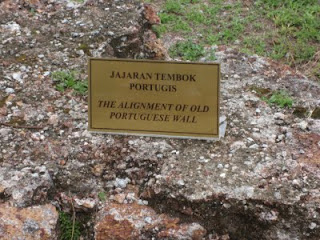 JAJARAN TEMBOK
PORTUGIS
THE ALIGNMENT OF OLD
PORTUGUESE WALL